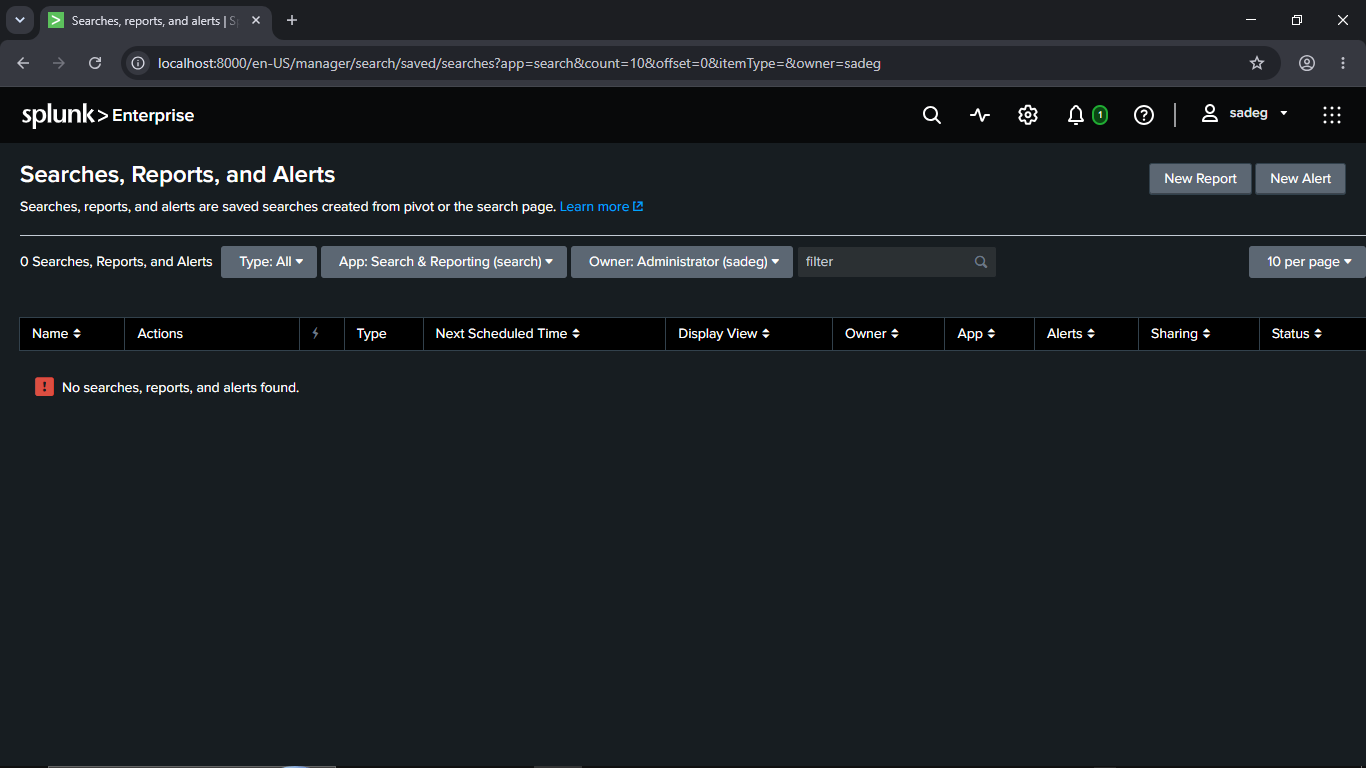 Searches, reports, and alerts | S
localhost:8000/en-US/manager/search/saved/searches?app=search&count=10&offset=0&itemType=&owner=sadeg
splunk>Enterprise
1
sadeg
Searches, Reports, and Alerts
New Report
New Alert
Searches, reports, and alerts are saved searches created from pivot or the search page. Learn more
0 Searches, Reports, and Alerts
Type: All
App: Search & Reporting (search)
Owner: Administrator (sadeg)
filter
10 per page
Name
Actions
Type
Next Scheduled Time
Display View
Owner
App
Alerts
Sharing
Status
No searches, reports, and alerts found.